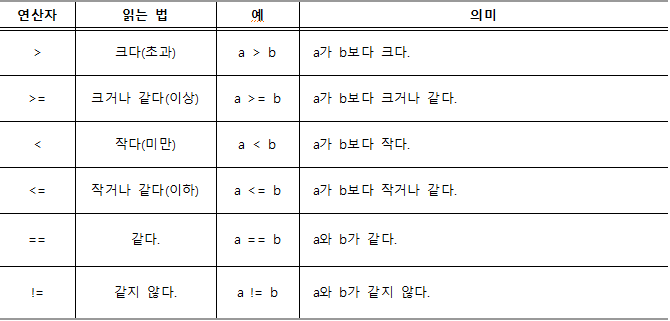 연산자 읽는 법 예 의미
> 크다(초과) a > b a가 b보다 크다.
>= 크거나 같다(이상) a >= b a가 b보다 크거나 같다.
< 작다(미만) a < b a가 b보다 작다.
<= 작거나 같다(이하) a <= b a가 b보다 작거나 같다.
== 같다. a == b a와 b가 같다.
!= 같지 않다. a != b a와 b가 같지 않다.